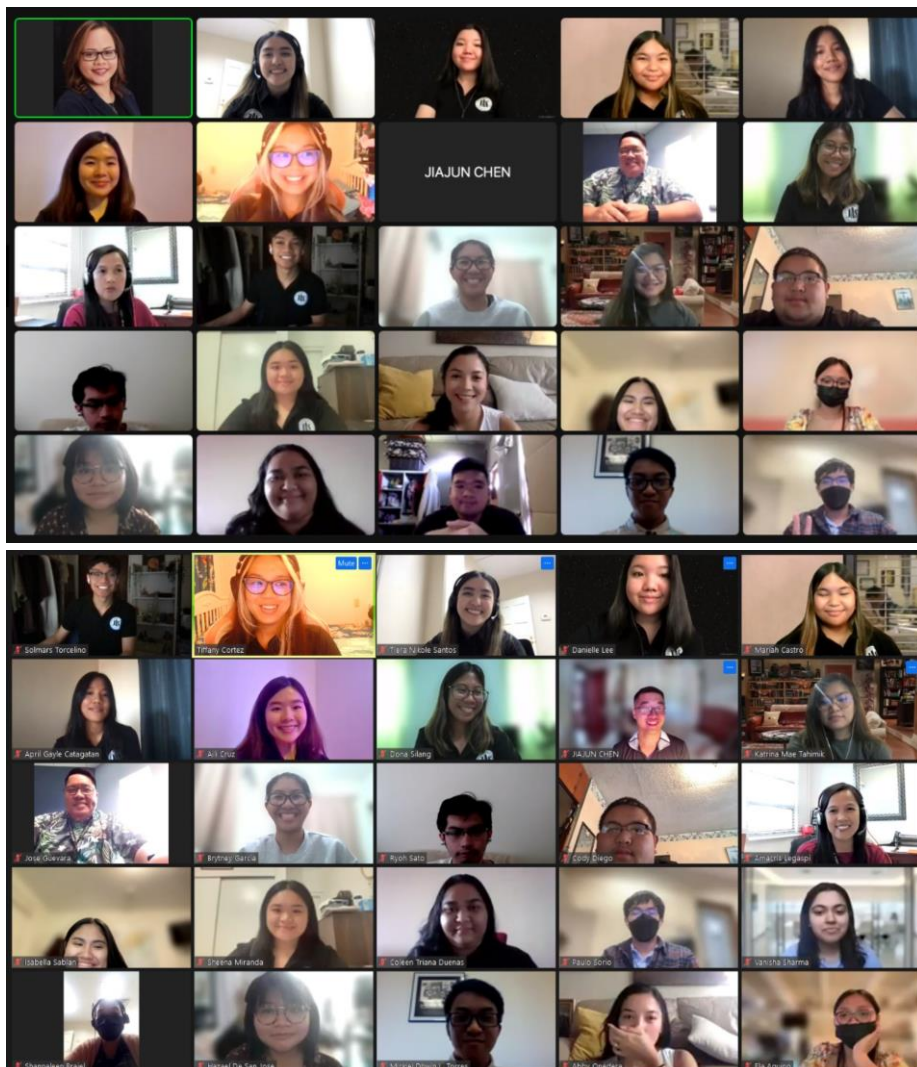 JIAJUN CHEN
Mute
Solmars Torcelino
Tiffany Cortez
Tiera Nikole Santos
Danielle Lee
Mariah Castro
April Gayle Catagatan
Aili Cruz
Dona Silang
JIAJUN CHEN
Katrina Mae Tahimik
Jose Guevara
Brytney Garcia
Ryoh Sato
Cody Diego
Amatrix Legaspi
Isabella Sablan
Sheena Miranda
Coleen Triana Duenas
Paulo Sorio
Vanisha Sharma